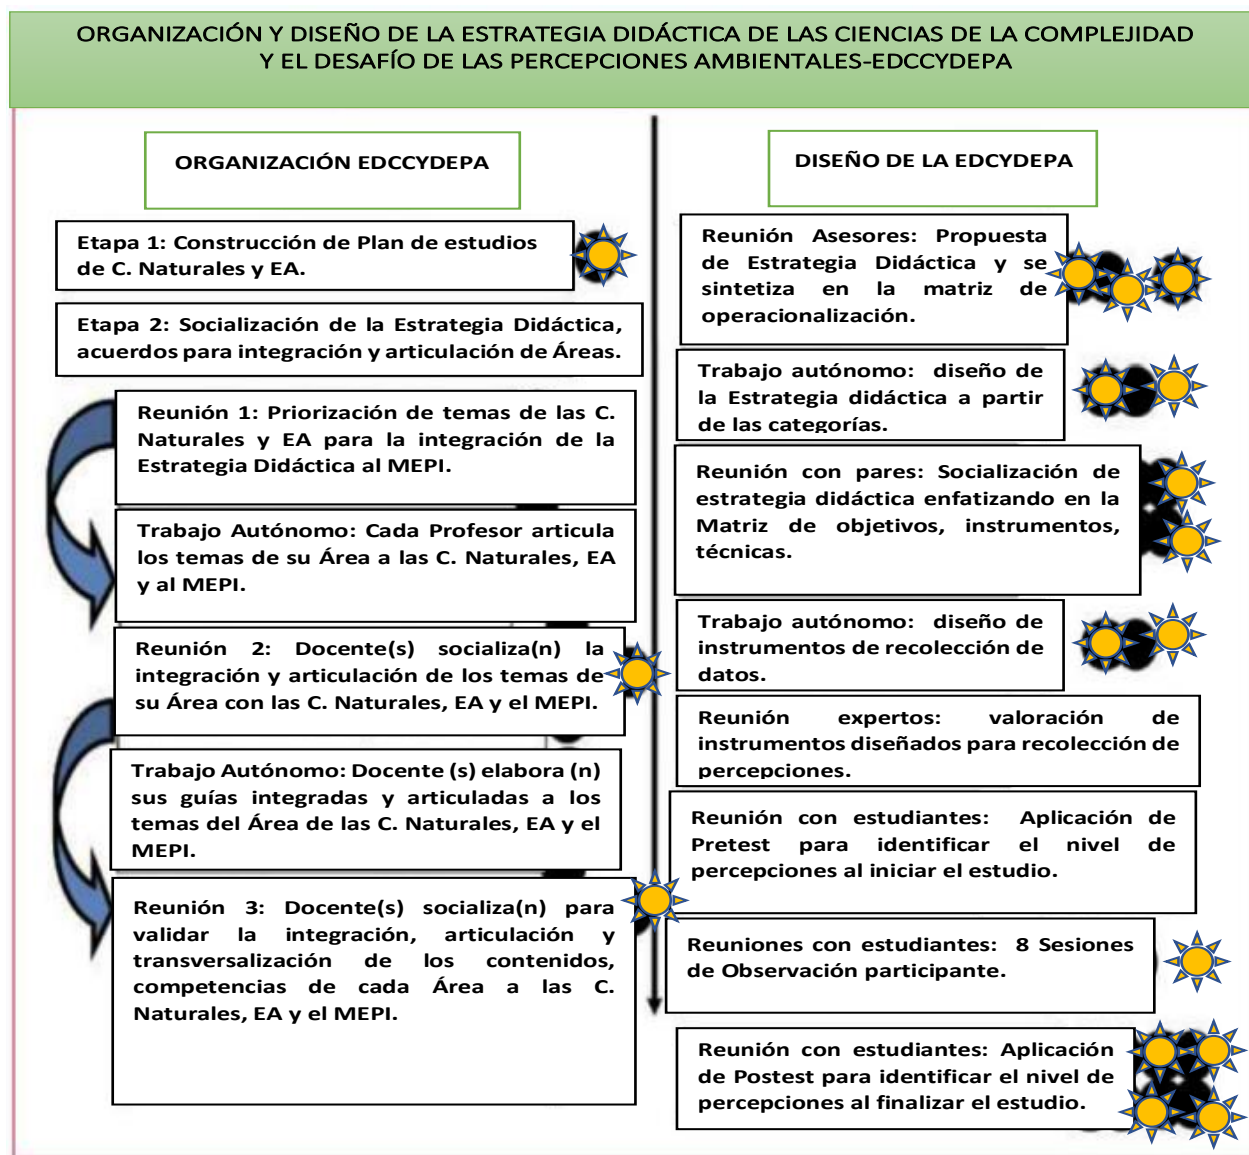 ORGANIZACIÓN Y DISEÑO DE LA ESTRATEGIA DIDÁCTICA DE LAS CIENCIAS DE LA COMPLEJIDAD
Y EL DESAFÍO DE LAS PERCEPCIONES AMBIENTALES-EDCCYDEPA
ORGANIZACIÓN EDCCYDEPA
Etapa 1: Construcción de Plan de estudios
de C. Naturales y EA.
Etapa 2: Socialización de la Estrategia Didáctica,
acuerdos para integración y articulación de Áreas.
Reunión 1: Priorización de temas de las C.
Naturales y EA para la integración de la
Estrategia Didáctica al MEPI.
Trabajo Autónomo: Cada Profesor articula
los temas de su Área a las C. Naturales, EA
y al MEPI.
Reunión 2: Docente(s) socializa(n) la
integración y articulación de los temas de
su Área con las C. Naturales, EA y el MEPI.
Trabajo Autónomo: Docente (s) elabora (n)
sus guías integradas y articuladas a los
temas del Área de las C. Naturales, EA y el
MEPI.
Reunión 3: Docente(s) socializa(n) para
validar la integración, articulación y
transversalización de los contenidos,
competencias de cada Área a las C.
Naturales, EA y el MEPI.
DISEÑO DE LA EDCYDEPA
Reunión Asesores: Propuesta
de Estrategia Didáctica y se
sintetiza en la matriz de
operacionalización.
Trabajo autónomo: diseño de
la Estrategia didáctica a partir
de las categorías.
Reunión con pares: Socialización de
estrategia didáctica enfatizando en la
Matriz de objetivos, instrumentos,
técnicas.
Trabajo autónomo: diseño de
instrumentos de recolección de
datos.
Reunión expertos: valoración de
instrumentos diseñados para recolección de
percepciones.
Reunión con estudiantes: Aplicación de
Pretest para identificar el nivel de
percepciones al iniciar el estudio.
Reuniones con estudiantes: 8 Sesiones
de Observación participante.
Reunión con estudiantes: Aplicación
de Postest para identificar el nivel de
percepciones al finalizar el estudio.